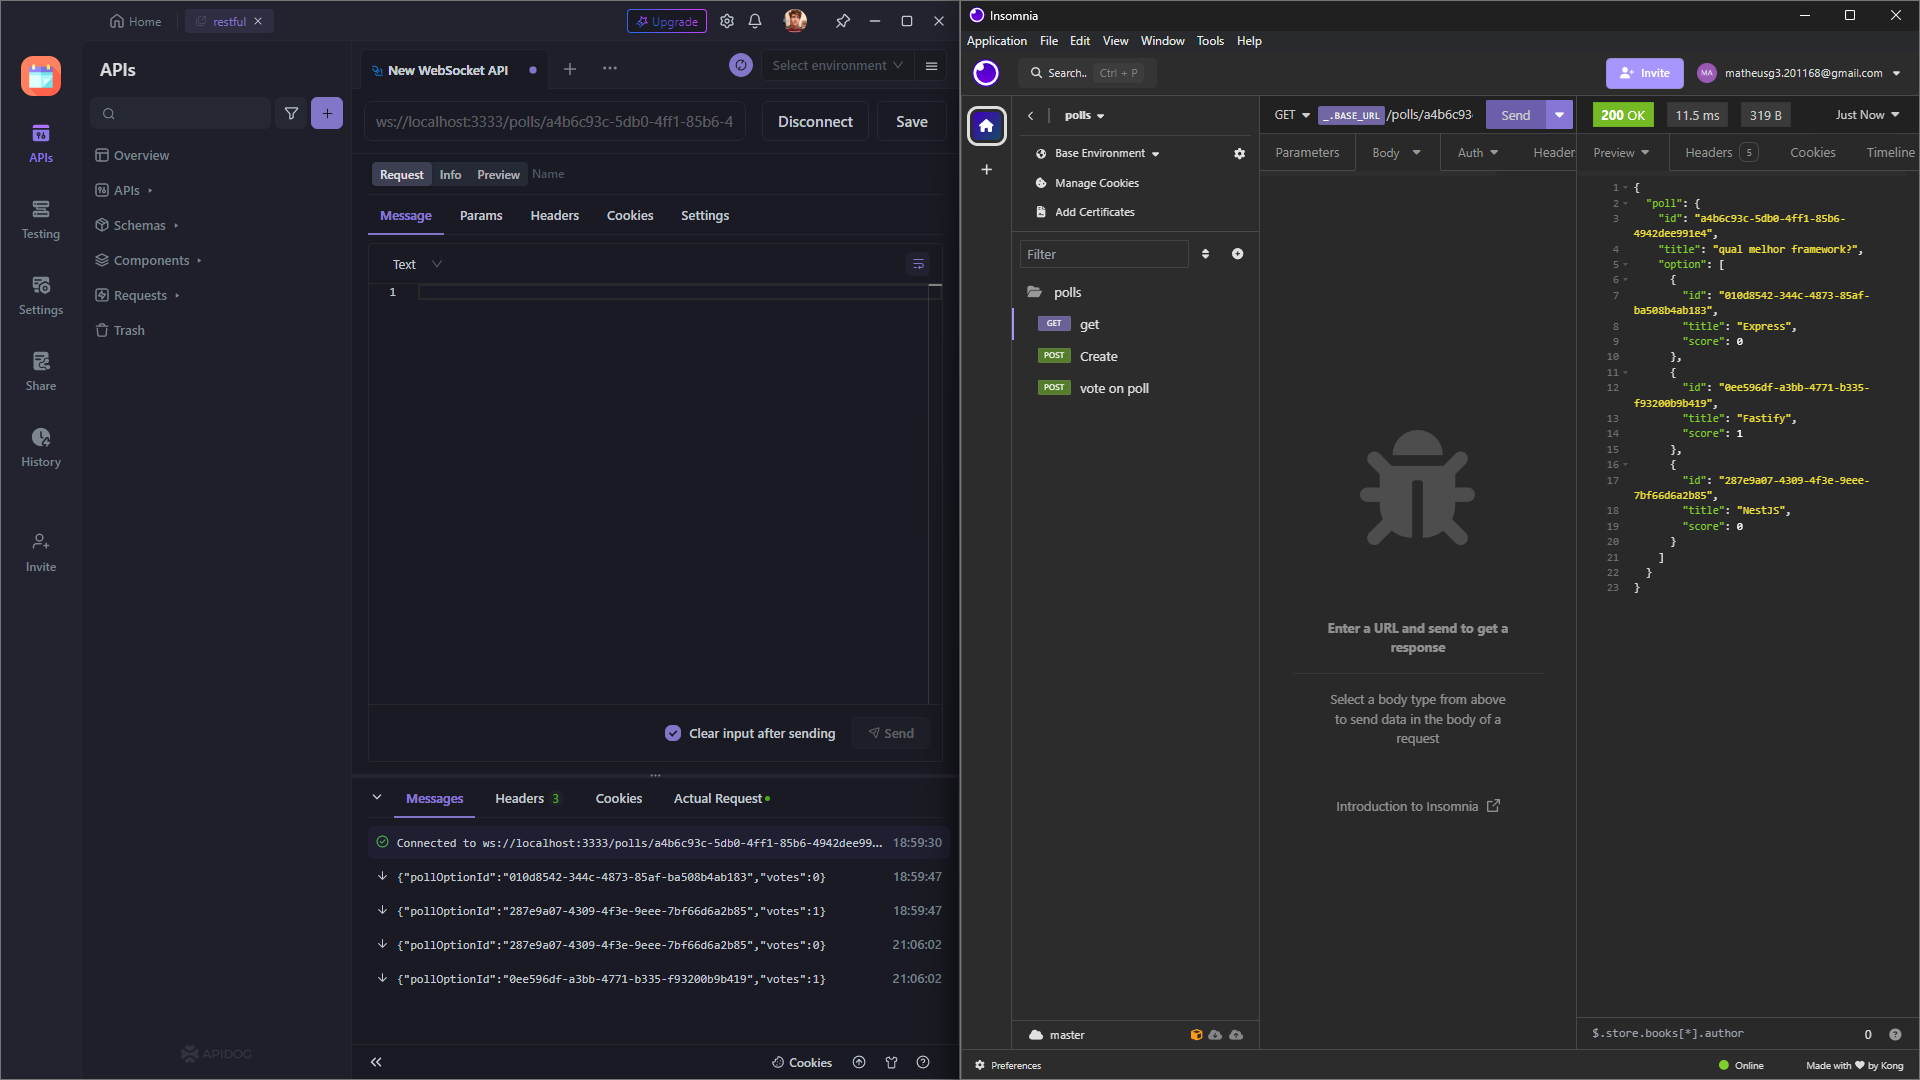 Home
restful
Upgrade
APIs
APIs
Testing
Settings
Share
History
Invite
Overview
APIs
Schemas
Components
Requests
Trash
APIDOG
New WebSocket API
Select environment
ws://localhost:3333/polls/a4b6c93c-5db0-4ff1-85b6-4
Disconnect
Save
Request
Info
Preview
Name
Message
Params
Headers
Cookies
Settings
Text
1
Clear input after sending
Send
Messages
Headers 3
Cookies
Actual Request
Connected to ws://localhost:3333/polls/a4b6c93c-5db0-4ff1-85b6-4942dee99... 18:59:30
{"pollOptionId":"010d8542-344c-4873-85af-ba508b4ab183","votes":0} 18:59:47
{"pollOptionId":"287e9a07-4309-4f3e-9eee-7bf66d6a2b85","votes":1} 18:59:47
{"pollOptionId":"287e9a07-4309-4f3e-9eee-7bf66d6a2b85","votes":0} 21:06:02
{"pollOptionId":"0ee596df-a3bb-4771-b335-f93200b9b419","votes":1} 21:06:02
Cookies
Insomnia
Application File Edit View Window Tools Help
Search.. Ctrl + P
Invite
MA
matheusg3.201168@gmail.com
polls
Base Environment
Manage Cookies
Add Certificates
Filter
polls
GET get
POST Create
POST vote on poll
master
GET _.BASE_URL /polls/a4b6c93
Send
Parameters
Body
Auth
Header
Enter a URL and send to get a
response
Select a body type from above
to send data in the body of a
request
Introduction to Insomnia
200 OK
11.5 ms
319 B
Just Now
Preview
Headers 5
Cookies
Timeline
1 {
2 "poll": {
3 "id": "a4b6c93c-5db0-4ff1-85b6-
4942dee991e4",
4 "title": "qual melhor framework?",
5 "option": [
6 {
7 "id": "010d8542-344c-4873-85af-
ba508b4ab183",
8 "title": "Express",
9 "score": 0
10 },
11 {
12 "id": "0ee596df-a3bb-4771-b335-
f93200b9b419",
13 "title": "Fastify",
14 "score": 1
15 },
16 {
17 "id": "287e9a07-4309-4f3e-9eee-
7bf66d6a2b85",
18 "title": "NestJS",
19 "score": 0
20 }
21 ]
22 }
23 }
$.store.books[*].author
0
Preferences
Online
Made with ♥ by Kong